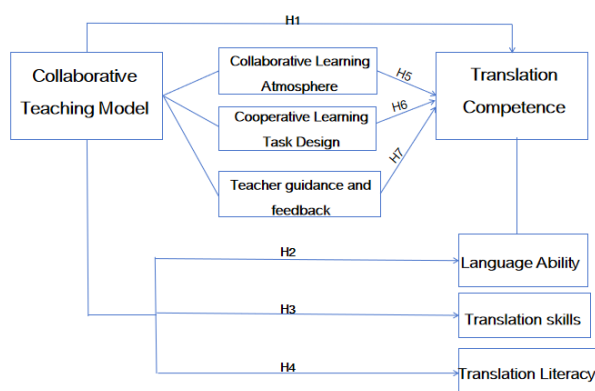 H1
Collaborative
Teaching Model
Collaborative Learning
Atmosphere
Cooperative Learning
Task Design
Teacher guidance and
feedback
H5
H6
H7
Translation
Competence
H2
Language Ability
H3
Translation skills
H4
Translation Literacy